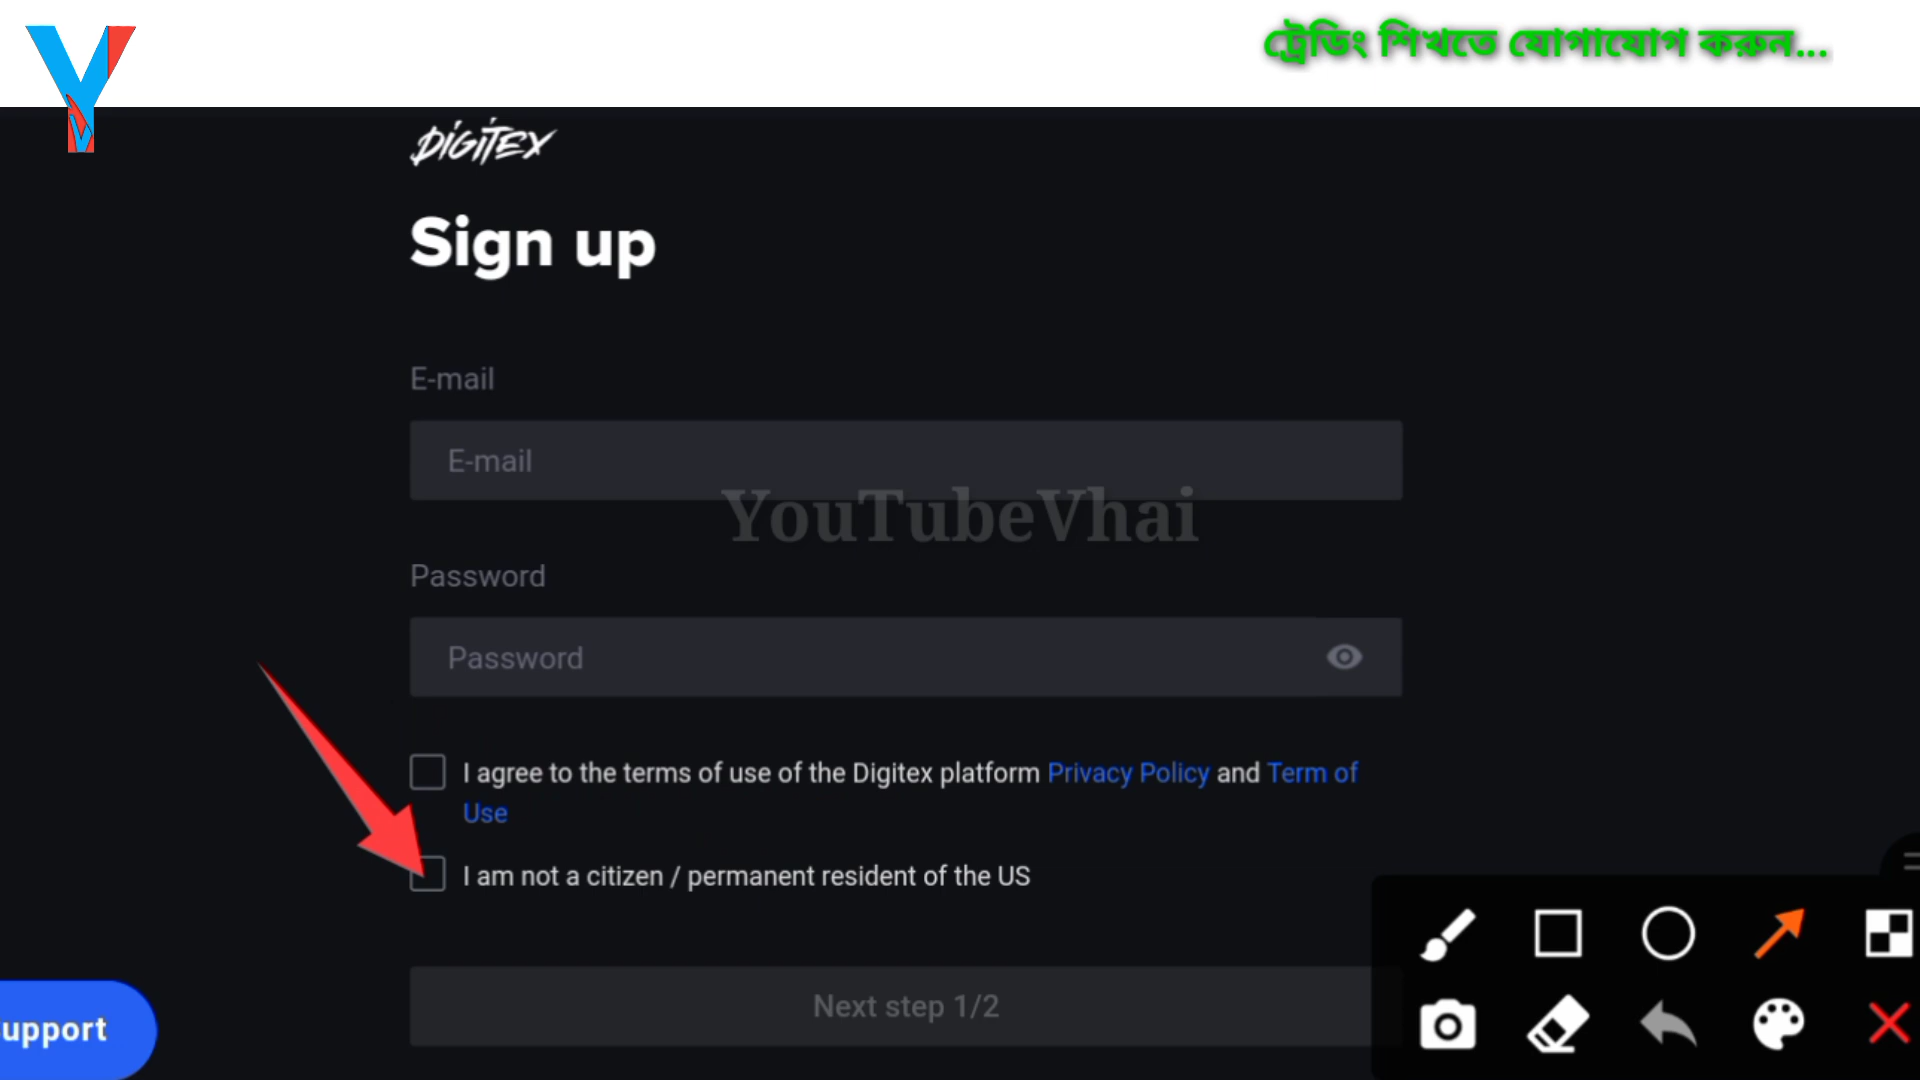 ট্রেডিং শিখতে যোগাযোগ করুন...
DIGITEX
Sign up
E-mail
E-mail
YouTubeVhai
Password
Password
I agree to the terms of use of the Digitex platform Privacy Policy and Term of
Use
I am not a citizen / permanent resident of the US
Next step 1/2
upport